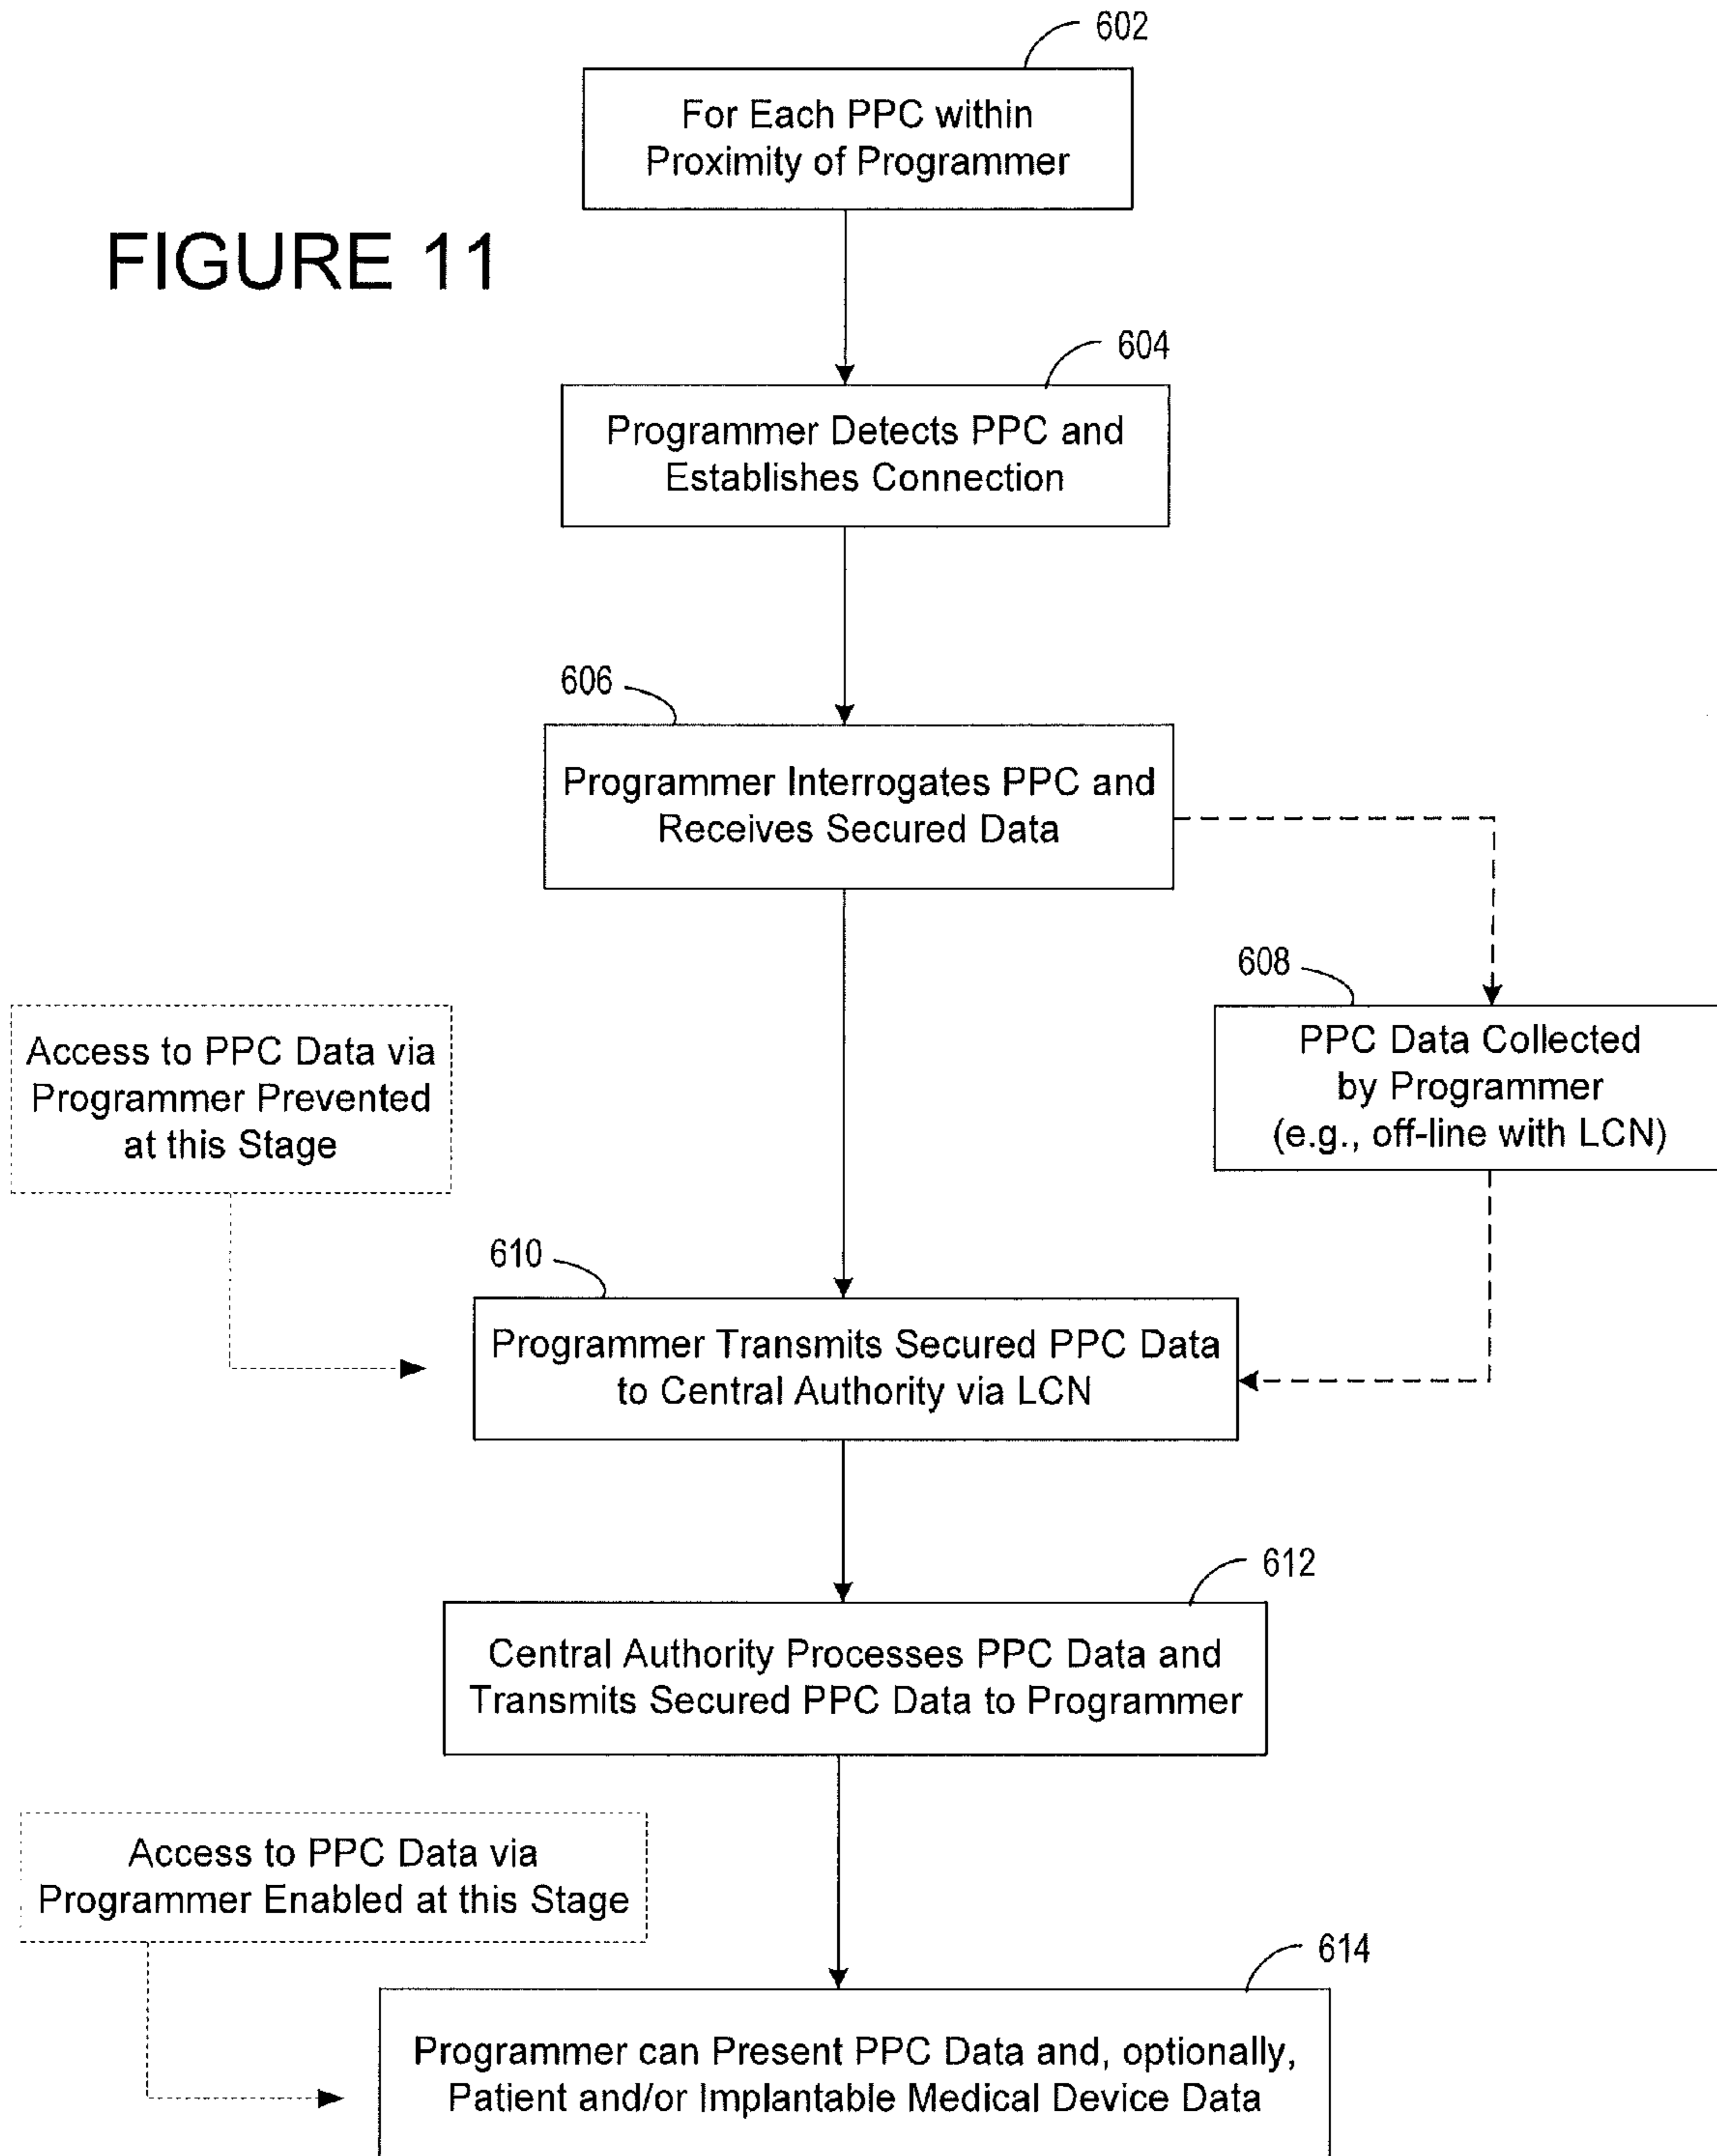 602
For Each PPC within
Proximity of Programmer
FIGURE 11
604
Programmer Detects PPC and
Establishes Connection
606
Programmer Interrogates PPC and
Receives Secured Data
608
PPC Data Collected
by Programmer
(e.g., off-line with LCN)
Access to PPC Data via
Programmer Prevented
at this Stage
610
Programmer Transmits Secured PPC Data
to Central Authority via LCN
612
Central Authority Processes PPC Data and
Transmits Secured PPC Data to Programmer
Access to PPC Data via
Programmer Enabled at this Stage
614
Programmer can Present PPC Data and, optionally,
Patient and/or Implantable Medical Device Data